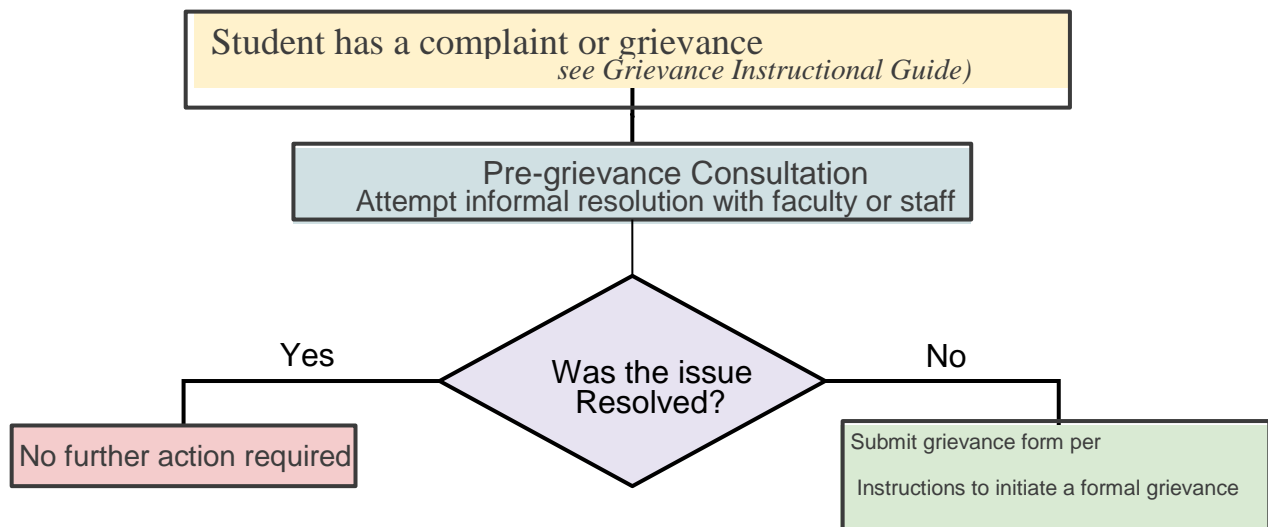 Student has a complaint or grievance
see Grievance Instructional Guide)
Pre-grievance Consultation
Attempt informal resolution with faculty or staff
Yes
No
Was the issue
Resolved?
No further action required
Submit grievance form per
Instructions to initiate a formal grievance